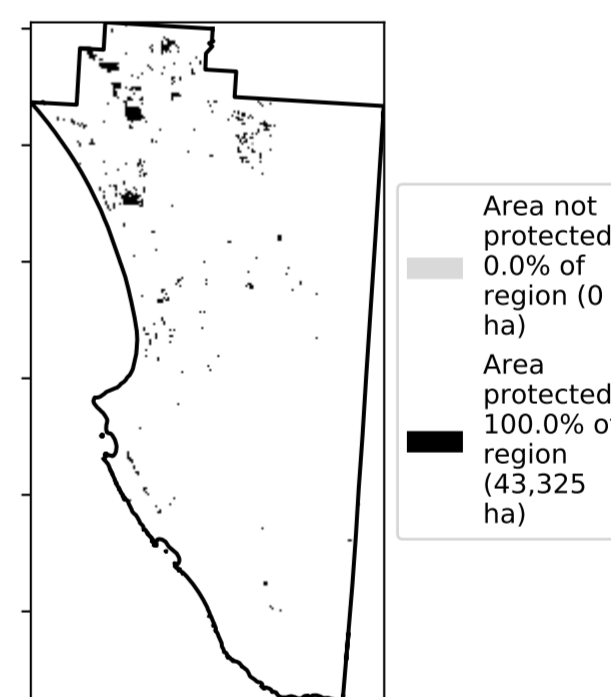 Area not
protected
0.0% of
region (0
ha)
Area
protected
100.0% of
region
(43,325
ha)